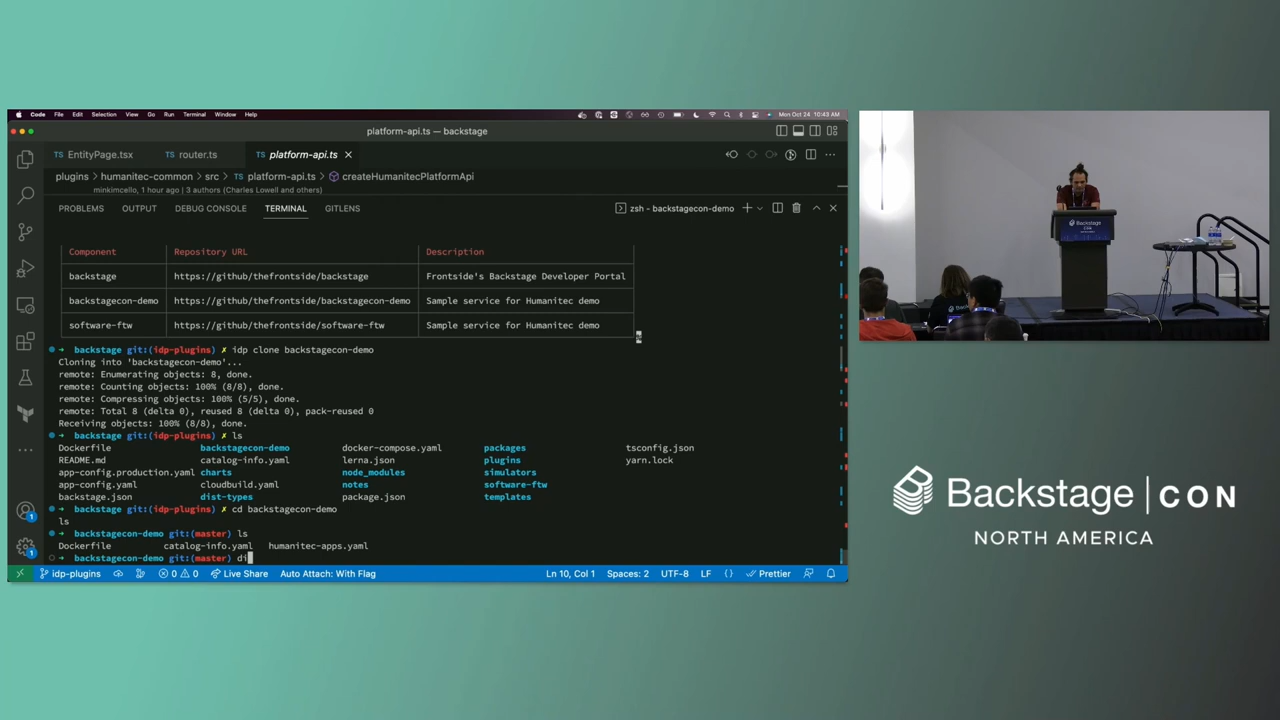 Code File Edit Selection View Go Run Terminal Window Help Mon Oct 24 10:43 AM
platform-api.ts — backstage
TS EntityPage.tsx TS router.ts TS platform-api.ts
plugins > humanitec-common > src > TS platform-api.ts > createHumanitecPlatformApi
minkimcello, 1 hour ago | 3 authors (Charles Lowell and others)
PROBLEMS OUTPUT DEBUG CONSOLE TERMINAL GITLENS zsh - backstagecon-demo
Component Repository URL Description
backstage https://github/thefrontside/backstage Frontside's Backstage Developer Portal
backstagecon-demo https://github/thefrontside/backstagecon-demo Sample service for Humanitec demo
software-ftw https://github/thefrontside/software-ftw Sample service for Humanitec demo
➜ backstage git:(idp-plugins) ✗ idp clone backstagecon-demo
Cloning into 'backstagecon-demo'...
remote: Enumerating objects: 8, done.
remote: Counting objects: 100% (8/8), done.
remote: Compressing objects: 100% (5/5), done.
remote: Total 8 (delta 0), reused 8 (delta 0), pack-reused 0
Receiving objects: 100% (8/8), done.
➜ backstage git:(idp-plugins) ✗ ls
Dockerfile backstagecon-demo docker-compose.yaml packages tsconfig.json
README.md catalog-info.yaml lerna.json plugins yarn.lock
app-config.production.yaml charts node_modules simulators
app-config.yaml cloudbuild.yaml notes software-ftw
backstage.json dist-types package.json templates
➜ backstage git:(idp-plugins) ✗ cd backstagecon-demo
ls
➜ backstagecon-demo git:(master) ls
Dockerfile catalog-info.yaml humanitec-apps.yaml
➜ backstagecon-demo git:(master) di
idp-plugins 0 0 Live Share Auto Attach: With Flag Ln 10, Col 1 Spaces: 2 UTF-8 LF {} Prettier
1
1
Backstage
Backstage | CON
NORTH AMERICA